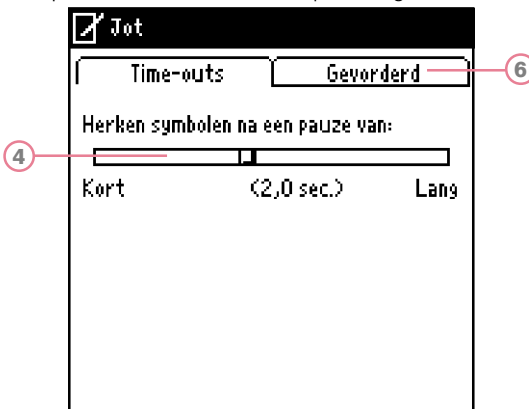 Jot
Time-outs Gevorderd
6
Herken symbolen na een pauze van:
4
Kort (2,0 sec.) Lang